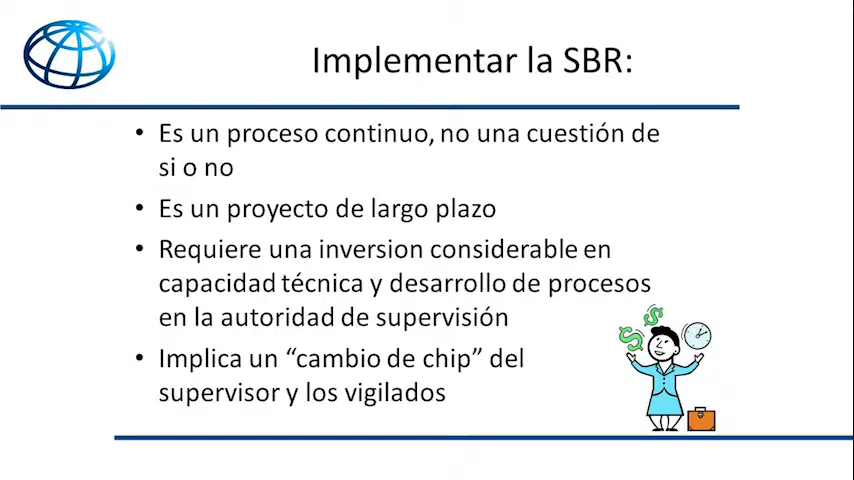 Implementar la SBR:
• Es un proceso continuo, no una cuestión de
si o no
• Es un proyecto de largo plazo
• Requiere una inversion considerable en
capacidad técnica y desarrollo de procesos
en la autoridad de supervisión
• Implica un “cambio de chip” del
supervisor y los vigilados
$ $